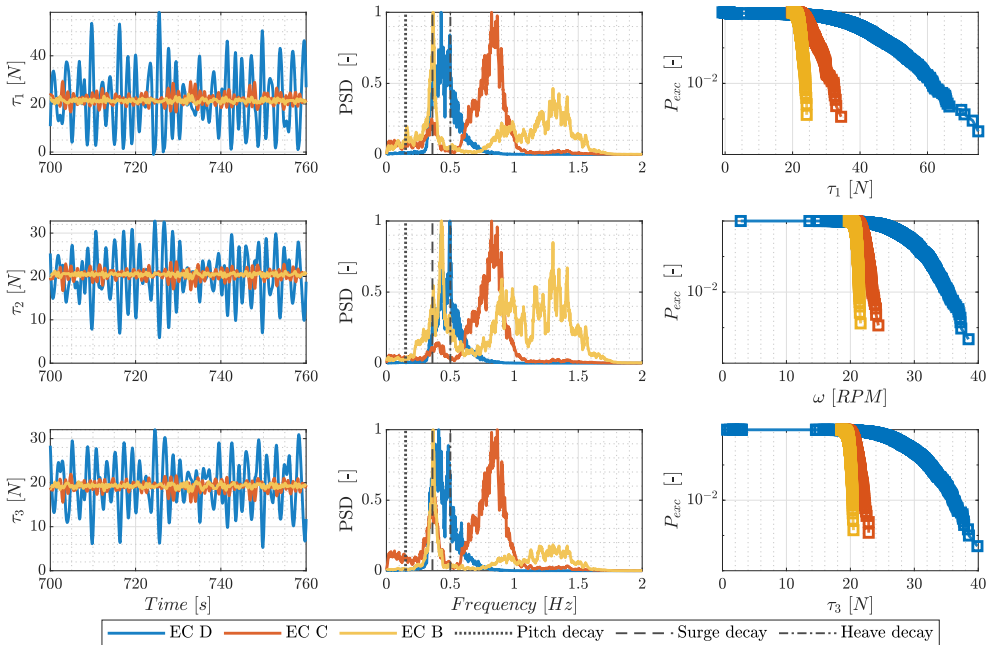 τ1 [N]
40
20
0
700 720 740 760
PSD [-]
1
0.5
0
0 0.5 1 1.5 2
Pexc [-]
10-2
0 20 40 60
τ1 [N]
τ2 [N]
30
20
10
0
700 720 740 760
PSD [-]
1
0.5
0
0 0.5 1 1.5 2
Pexc [-]
10-2
0 10 20 30 40
ω [RPM]
τ3 [N]
30
20
10
0
700 720 740 760
Time [s]
PSD [-]
1
0.5
0
0 0.5 1 1.5 2
Frequency [Hz]
Pexc [-]
10-2
0 10 20 30 40
τ3 [N]
EC D EC C EC B Pitch decay Surge decay Heave decay